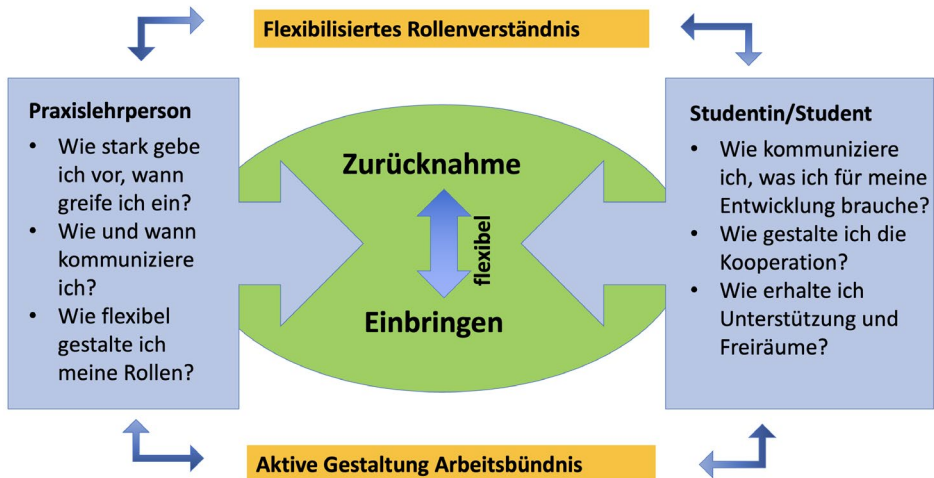 Flexibilisiertes Rollenverständnis
Praxislehrperson
• Wie stark gebe
ich vor, wann
greife ich ein?
• Wie und wann
kommuniziere
ich?
• Wie flexibel
gestalte ich
meine Rollen?
Zurücknahme
flexibel
Einbringen
Studentin/Student
• Wie kommuniziere
ich, was ich für meine
Entwicklung brauche?
• Wie gestalte ich die
Kooperation?
• Wie erhalte ich
Unterstützung und
Freiräume?
Aktive Gestaltung Arbeitsbündnis